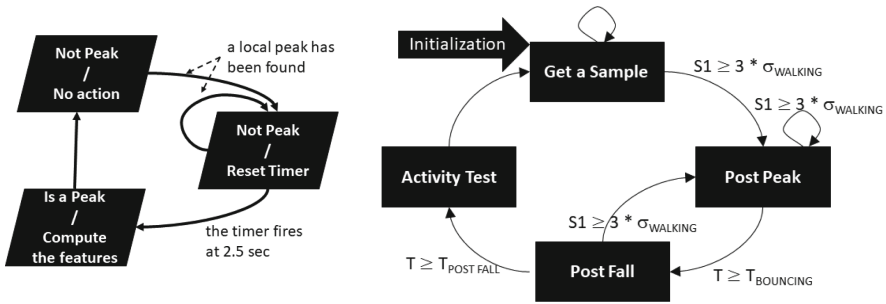 Not Peak
/
No action
a local peak has
been found
Not Peak
/
Reset Timer
Is a Peak
/
Compute
the features
the timer fires
at 2.5 sec
Initialization
Get a Sample
S1 ≥ 3 * σWALKING
S1 ≥ 3 * σWALKING
Activity Test
Post Peak
S1 ≥ 3 * σWALKING
T ≥ TPOST FALL
Post Fall
T ≥ TBOUNCING